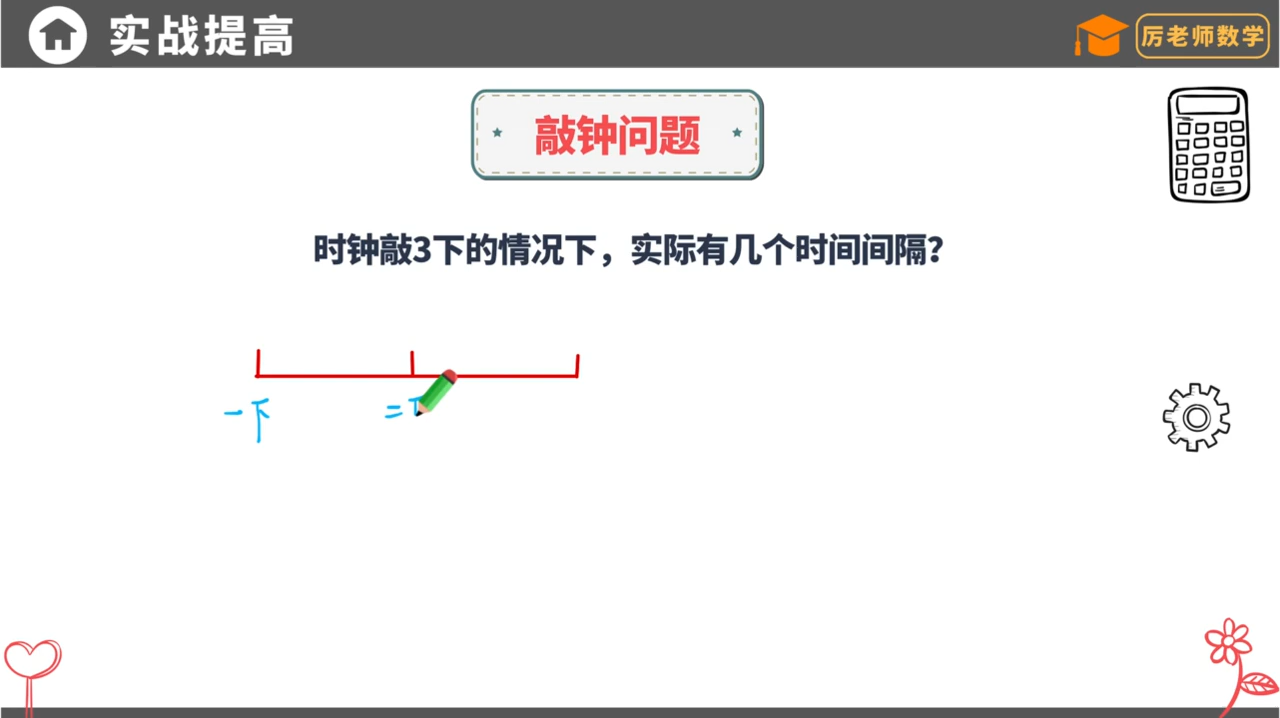 实战提高
厉老师数学
敲钟问题
时钟敲3下的情况下，实际有几个时间间隔？
一下 二